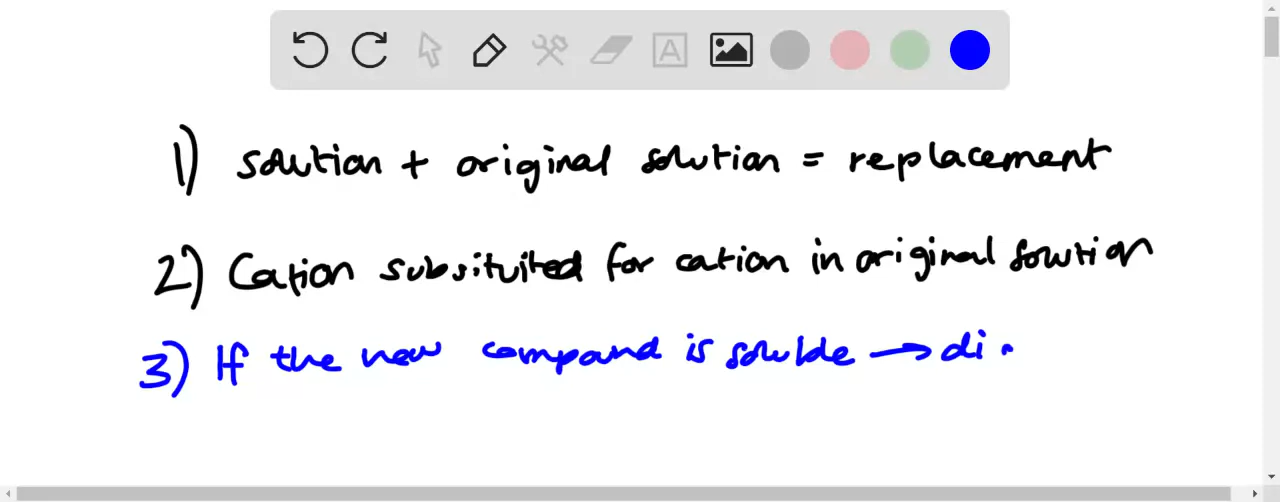 A
1) solution + original solution = replacement
2) Cation subsituited for cation in original solution
3) If the new compound is soluble → di